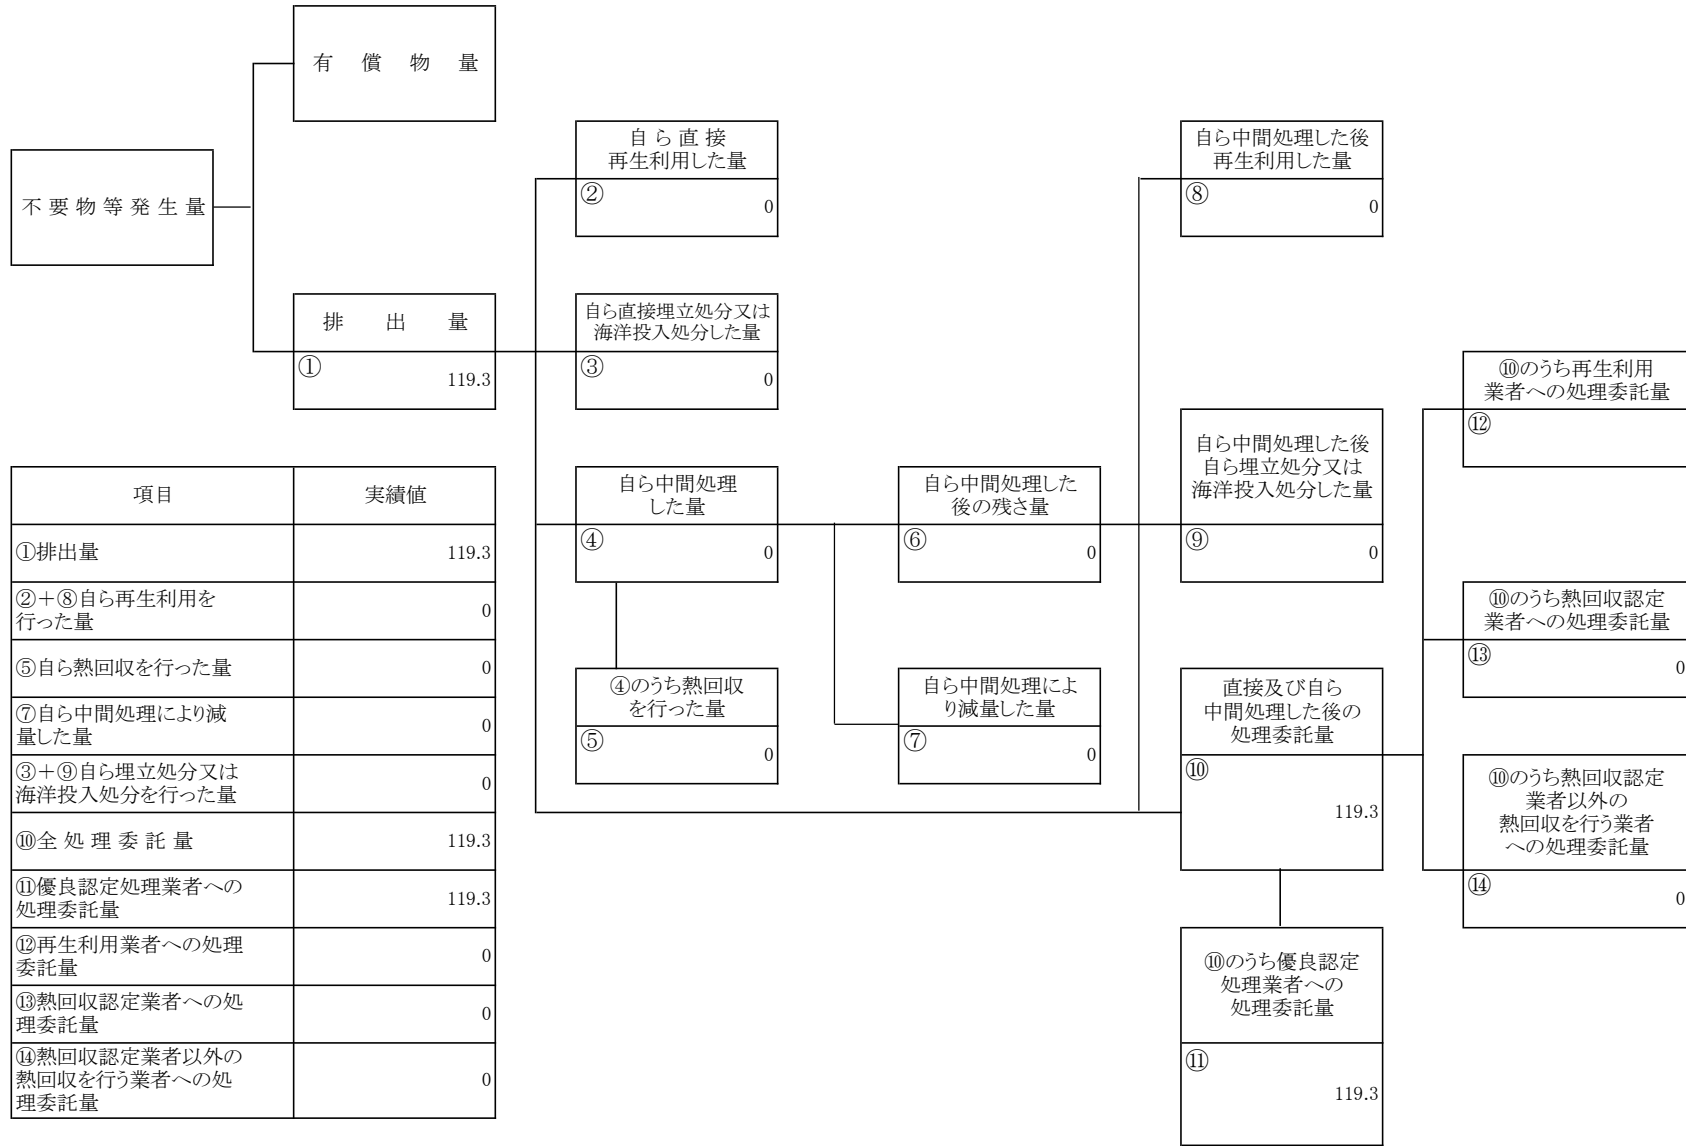 有償物量
不要物等発生量
排出量
①
119.3
自ら直接
再生利用した量
②
0
自ら直接埋立処分又は
海洋投入処分した量
③
0
自ら中間処理
した量
④
0
④のうち熱回収
を行った量
⑤
0
自ら中間処理した
後の残さ量
⑥
0
自ら中間処理によ
り減量した量
⑦
0
自ら中間処理した後
再生利用した量
⑧
0
自ら中間処理した後
自ら埋立処分又は
海洋投入処分した量
⑨
0
直接及び自ら
中間処理した後の
処理委託量
⑩
119.3
⑩のうち優良認定
処理業者への
処理委託量
⑪
119.3
⑩のうち再生利用
業者への処理委託量
⑫
⑩のうち熱回収認定
業者への処理委託量
⑬
0
⑩のうち熱回収認定
業者以外の
熱回収を行う業者
への処理委託量
⑭
0
項目 実績値
①排出量 119.3
②+⑧自ら再生利用を
行った量 0
⑤自ら熱回収を行った量 0
⑦自ら中間処理により減
量した量 0
③+⑨自ら埋立処分又は
海洋投入処分を行った量 0
⑩全処理委託量 119.3
⑪優良認定処理業者への
処理委託量 119.3
⑫再生利用業者への処理
委託量 0
⑬熱回収認定業者への処
理委託量 0
⑭熱回収認定業者以外の
熱回収を行う業者への処
理委託量 0